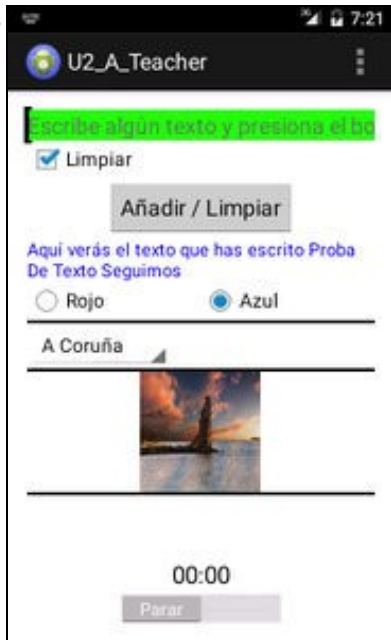 3G 7:21
U2_A_Teacher
Escribe algún texto y presiona el bo
Limpiar
Añadir / Limpiar
Aquí verás el texto que has escrito Proba
De Texto Seguimos
Rojo Azul
A Coruña
00:00
Parar